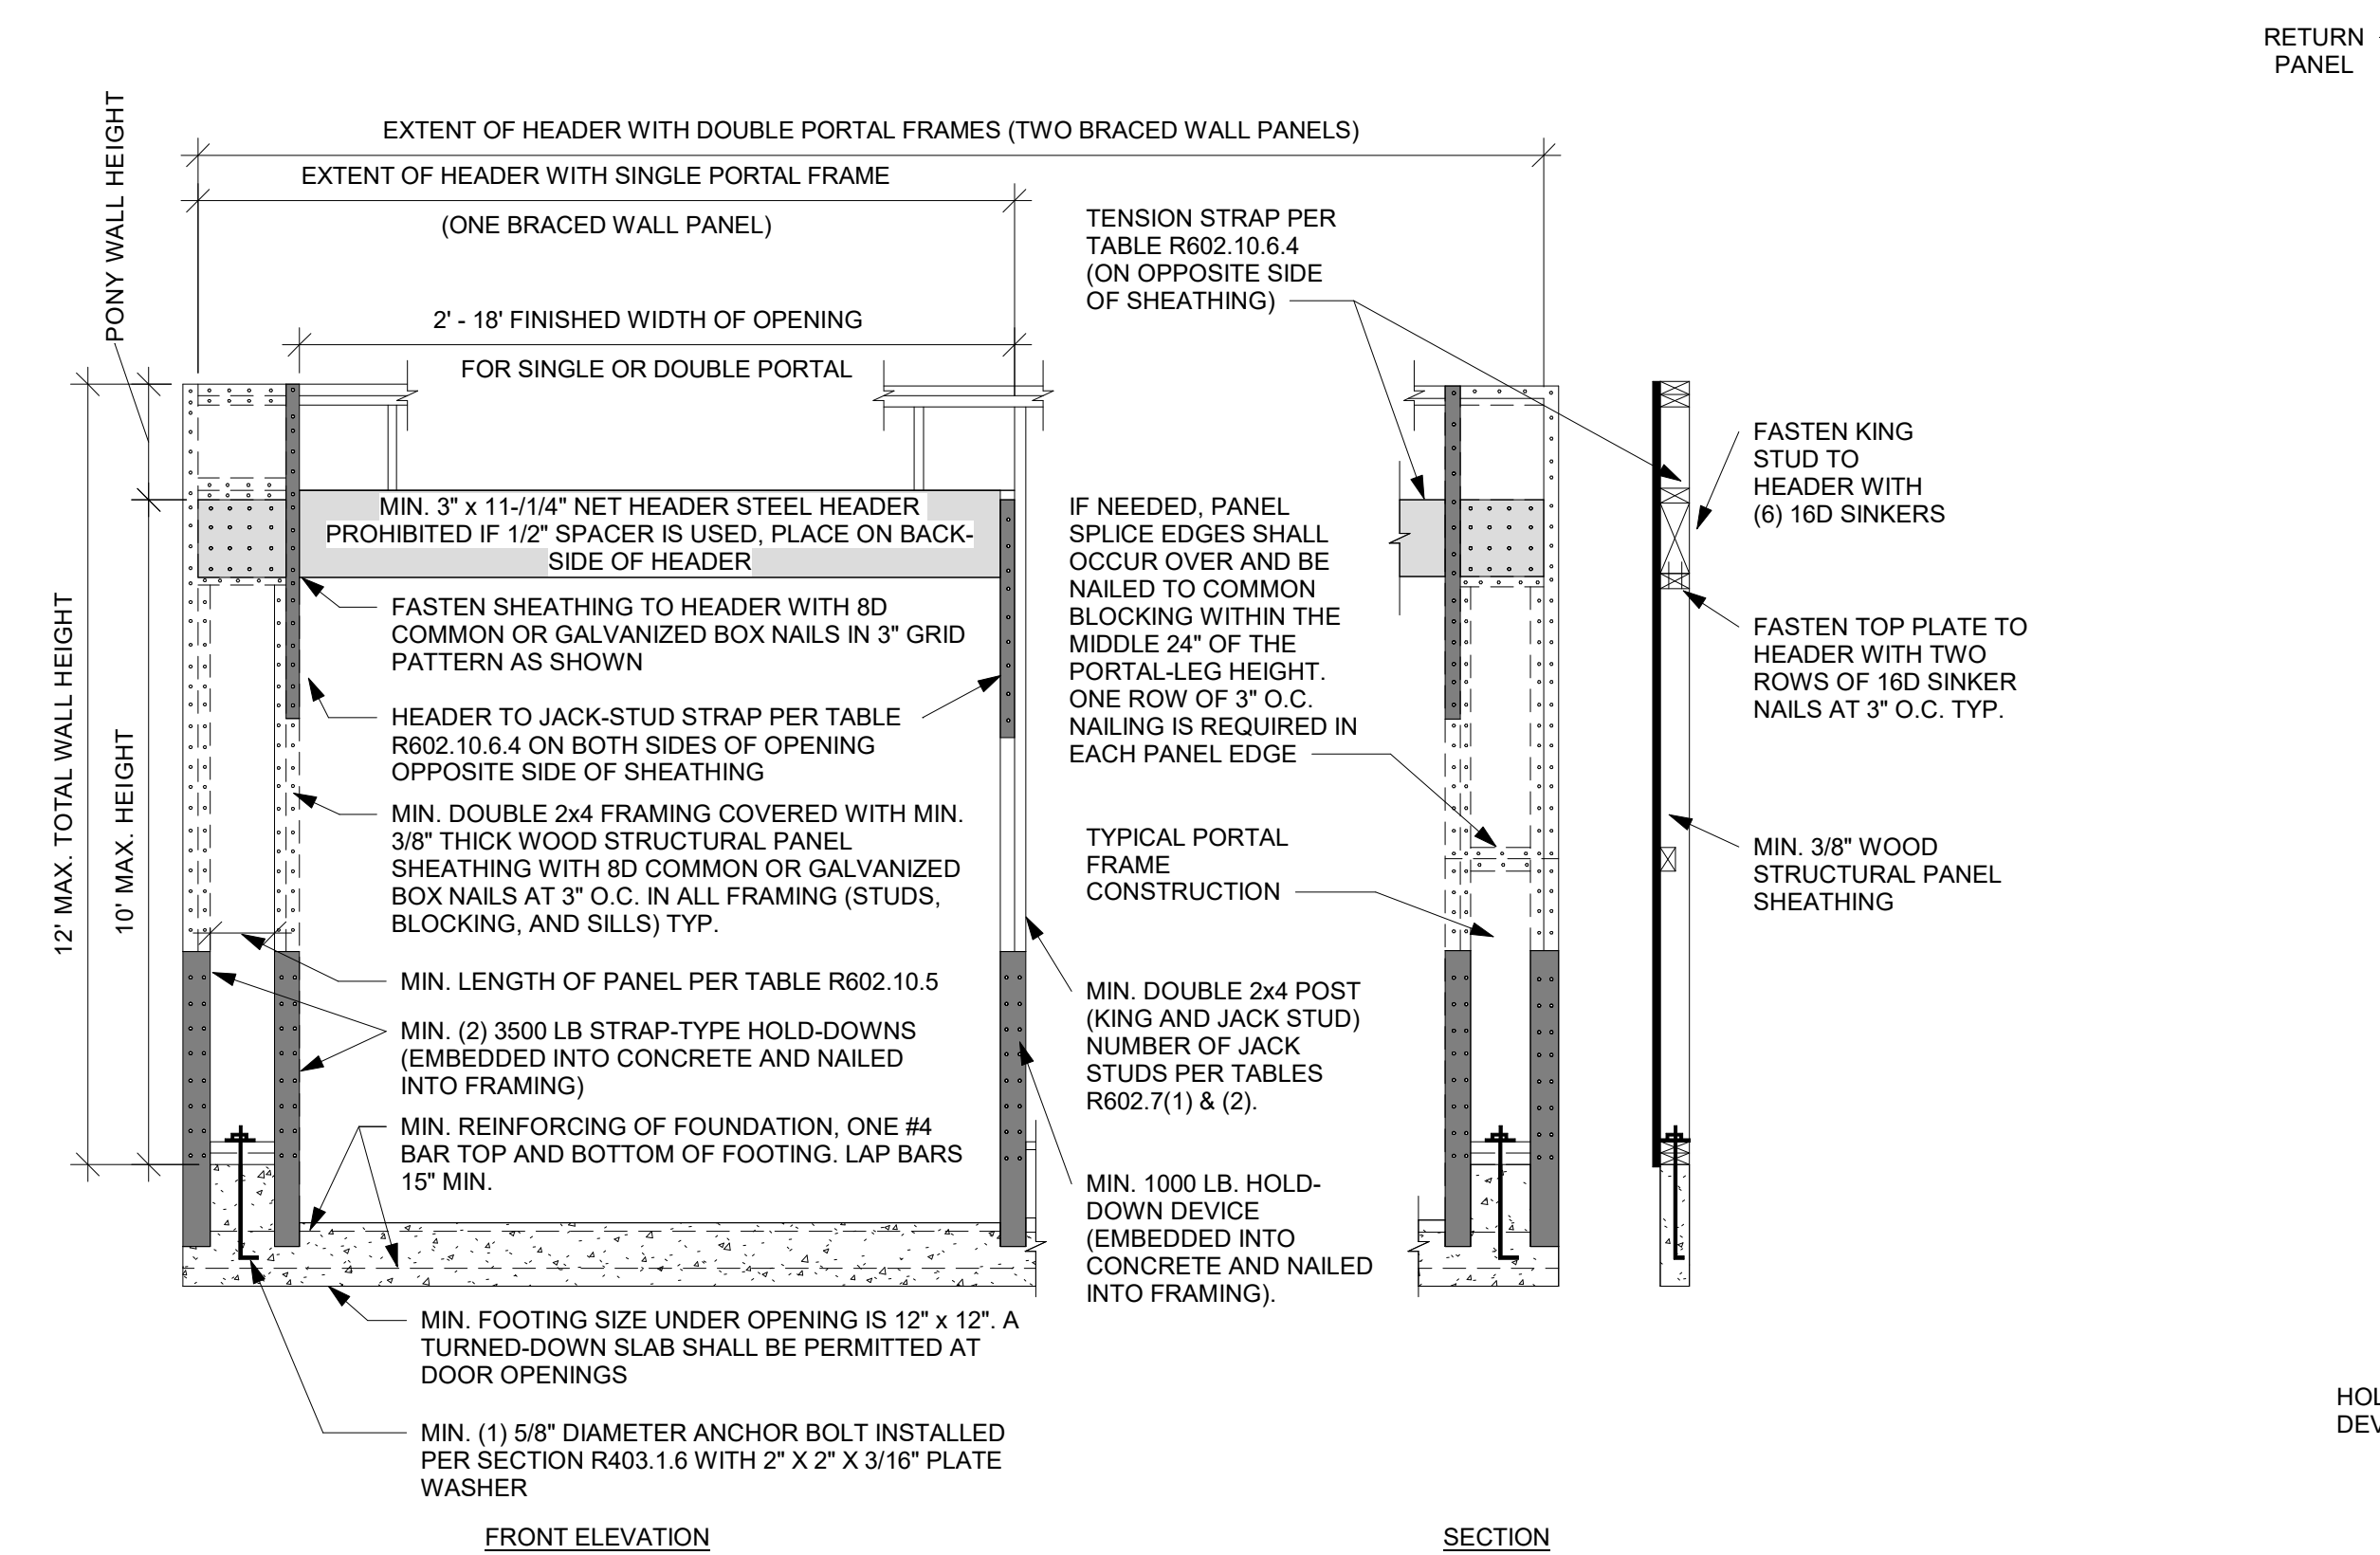 RETURN
PANEL
PONY WALL HEIGHT
EXTENT OF HEADER WITH DOUBLE PORTAL FRAMES (TWO BRACED WALL PANELS)
EXTENT OF HEADER WITH SINGLE PORTAL FRAME
(ONE BRACED WALL PANEL)
2' - 18' FINISHED WIDTH OF OPENING
FOR SINGLE OR DOUBLE PORTAL
TENSION STRAP PER
TABLE R602.10.6.4
(ON OPPOSITE SIDE
OF SHEATHING)
12' MAX. TOTAL WALL HEIGHT
10' MAX. HEIGHT
MIN. 3" x 11-/1/4" NET HEADER STEEL HEADER
PROHIBITED IF 1/2" SPACER IS USED, PLACE ON BACK-
SIDE OF HEADER
FASTEN SHEATHING TO HEADER WITH 8D
COMMON OR GALVANIZED BOX NAILS IN 3" GRID
PATTERN AS SHOWN
HEADER TO JACK-STUD STRAP PER TABLE
R602.10.6.4 ON BOTH SIDES OF OPENING
OPPOSITE SIDE OF SHEATHING
MIN. DOUBLE 2x4 FRAMING COVERED WITH MIN.
3/8" THICK WOOD STRUCTURAL PANEL
SHEATHING WITH 8D COMMON OR GALVANIZED
BOX NAILS AT 3" O.C. IN ALL FRAMING (STUDS,
BLOCKING, AND SILLS) TYP.
MIN. LENGTH OF PANEL PER TABLE R602.10.5
MIN. (2) 3500 LB STRAP-TYPE HOLD-DOWNS
(EMBEDDED INTO CONCRETE AND NAILED
INTO FRAMING)
MIN. REINFORCING OF FOUNDATION, ONE #4
BAR TOP AND BOTTOM OF FOOTING. LAP BARS
15" MIN.
MIN. FOOTING SIZE UNDER OPENING IS 12" x 12". A
TURNED-DOWN SLAB SHALL BE PERMITTED AT
DOOR OPENINGS
MIN. (1) 5/8" DIAMETER ANCHOR BOLT INSTALLED
PER SECTION R403.1.6 WITH 2" X 2" X 3/16" PLATE
WASHER
FRONT ELEVATION
IF NEEDED, PANEL
SPLICE EDGES SHALL
OCCUR OVER AND BE
NAILED TO COMMON
BLOCKING WITHIN THE
MIDDLE 24" OF THE
PORTAL-LEG HEIGHT.
ONE ROW OF 3" O.C.
NAILING IS REQUIRED IN
EACH PANEL EDGE
TYPICAL PORTAL
FRAME
CONSTRUCTION
MIN. DOUBLE 2x4 POST
(KING AND JACK STUD)
NUMBER OF JACK
STUDS PER TABLES
R602.7(1) & (2).
MIN. 1000 LB. HOLD-
DOWN DEVICE
(EMBEDDED INTO
CONCRETE AND NAILED
INTO FRAMING).
SECTION
FASTEN KING
STUD TO
HEADER WITH
(6) 16D SINKERS
FASTEN TOP PLATE TO
HEADER WITH TWO
ROWS OF 16D SINKER
NAILS AT 3" O.C. TYP.
MIN. 3/8" WOOD
STRUCTURAL PANEL
SHEATHING